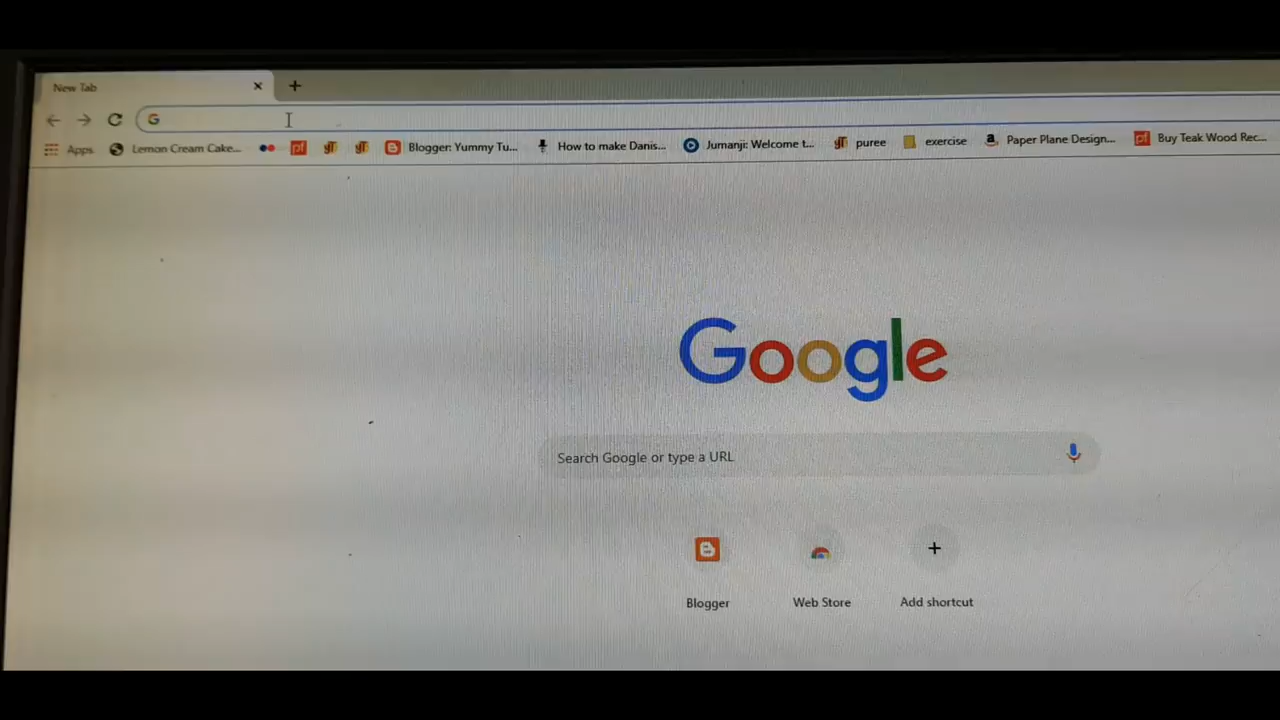 New Tab
Apps Lemon Cream Cake... Blogger: Yummy Tu... How to make Danis... Jumanji: Welcome t... puree exercise Paper Plane Design... Buy Teak Wood Rec...
Google
Search Google or type a URL
Blogger Web Store Add shortcut